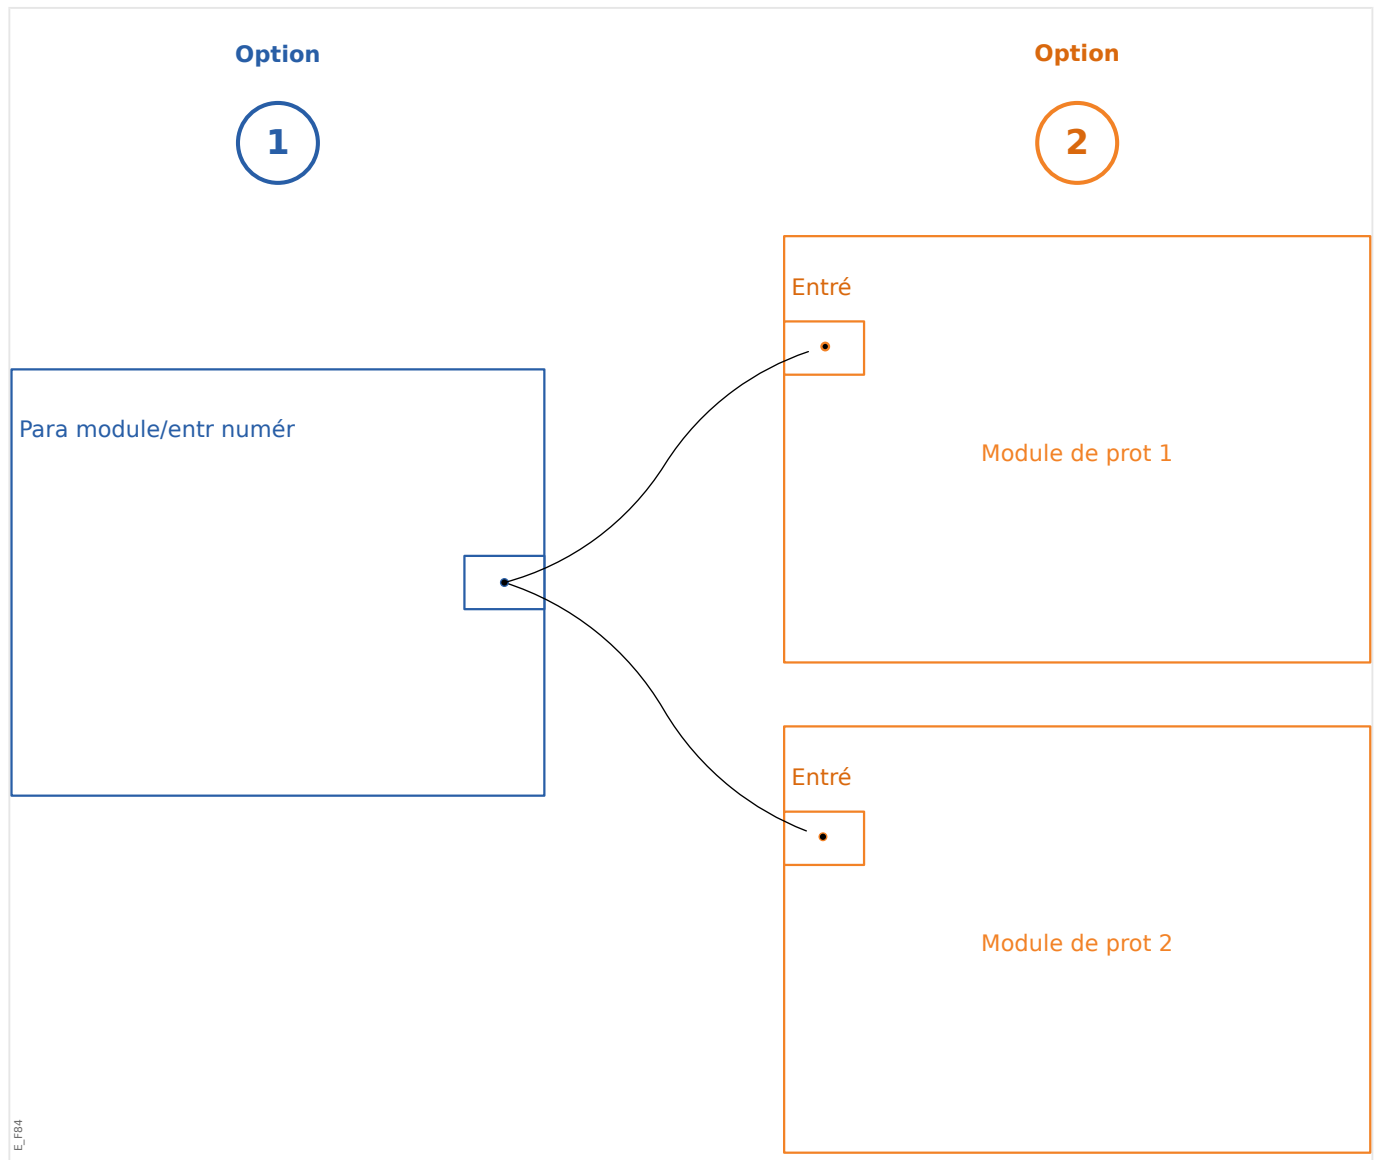 Option
1
Option
2
Entré
Para module/entr numér
Module de prot 1
Entré
Module de prot 2
E_F84